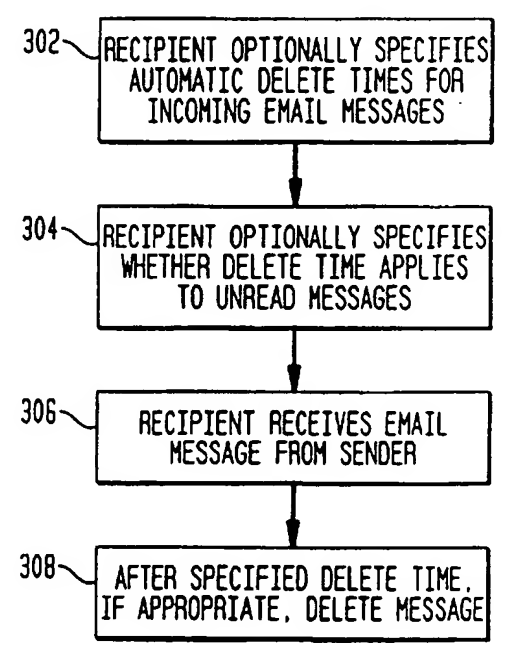 302
RECIPIENT OPTIONALLY SPECIFIES
AUTOMATIC DELETE TIMES FOR
INCOMING EMAIL MESSAGES
304
RECIPIENT OPTIONALLY SPECIFIES
WHETHER DELETE TIME APPLIES
TO UNREAD MESSAGES
306
RECIPIENT RECEIVES EMAIL
MESSAGE FROM SENDER
308
AFTER SPECIFIED DELETE TIME,
IF APPROPRIATE, DELETE MESSAGE